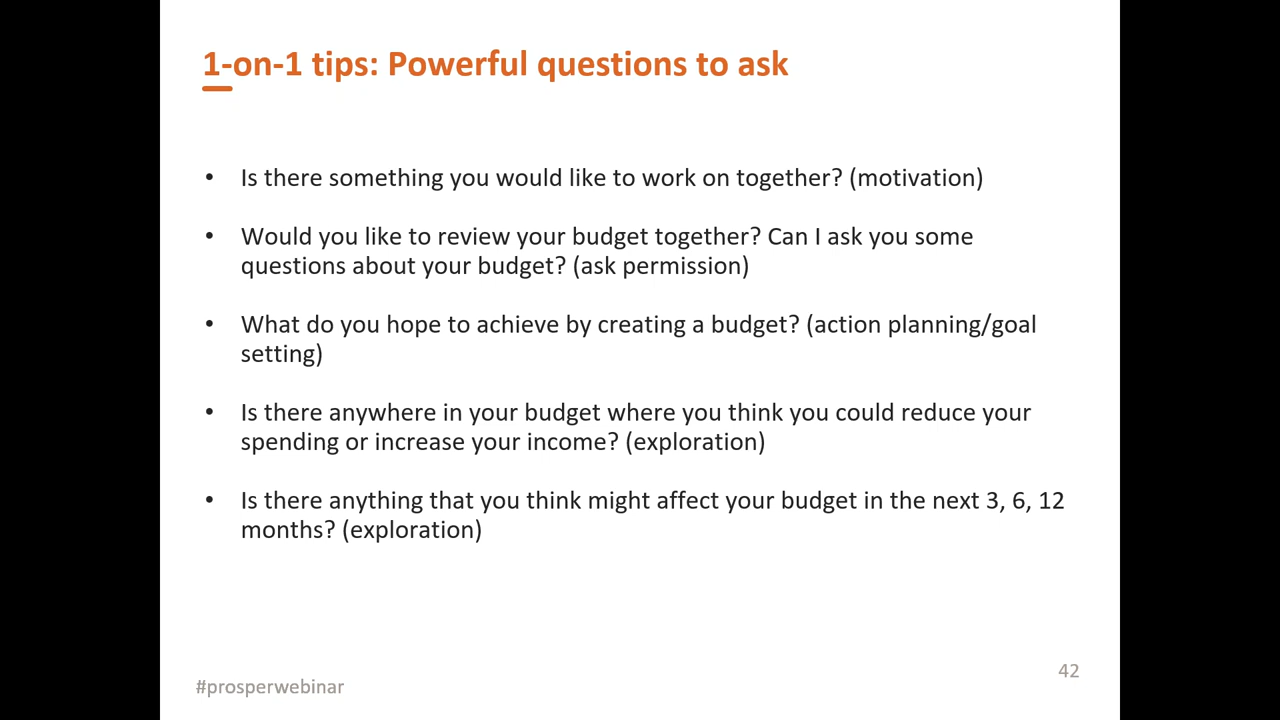 1-on-1 tips: Powerful questions to ask
• Is there something you would like to work on together? (motivation)
• Would you like to review your budget together? Can I ask you some
questions about your budget? (ask permission)
• What do you hope to achieve by creating a budget? (action planning/goal
setting)
• Is there anywhere in your budget where you think you could reduce your
spending or increase your income? (exploration)
• Is there anything that you think might affect your budget in the next 3, 6, 12
months? (exploration)
42
#prosperwebinar